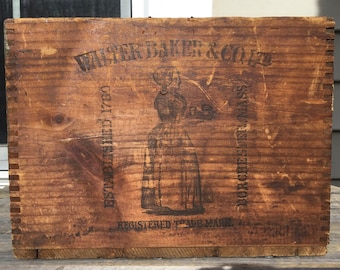 WALTER BAKER & CO. LTD
ESTABLISHED 1780
DORCHESTER, MASS.
REGISTERED TRADE MARK